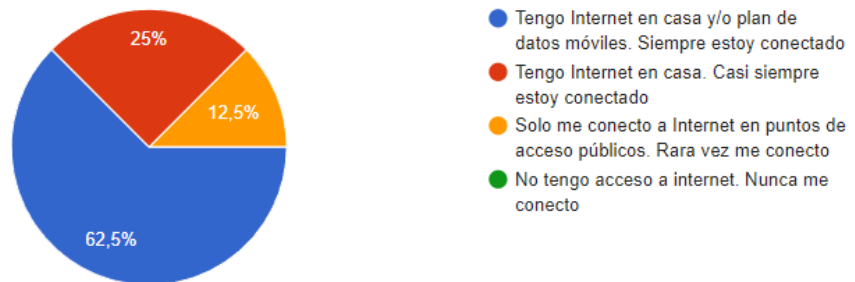 25%
12,5%
62,5%
Tengo Internet en casa y/o plan de
datos móviles. Siempre estoy conectado
Tengo Internet en casa. Casi siempre
estoy conectado
Solo me conecto a Internet en puntos de
acceso públicos. Rara vez me conecto
No tengo acceso a internet. Nunca me
conecto